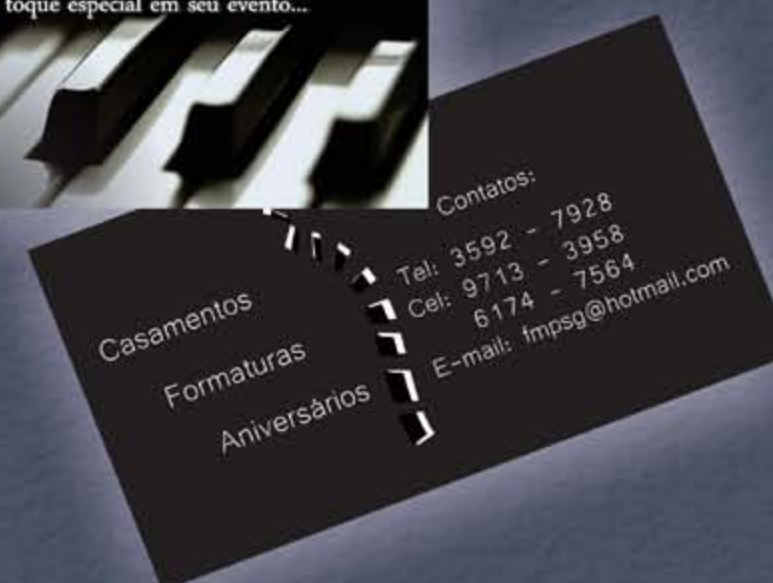 toque especial em seu evento...
Casamentos
Formaturas
Aniversários
Contatos:
Tel: 3592 - 7928
Cel: 9713 - 3958
6174 - 7564
E-mail: fmpsg@hotmail.com